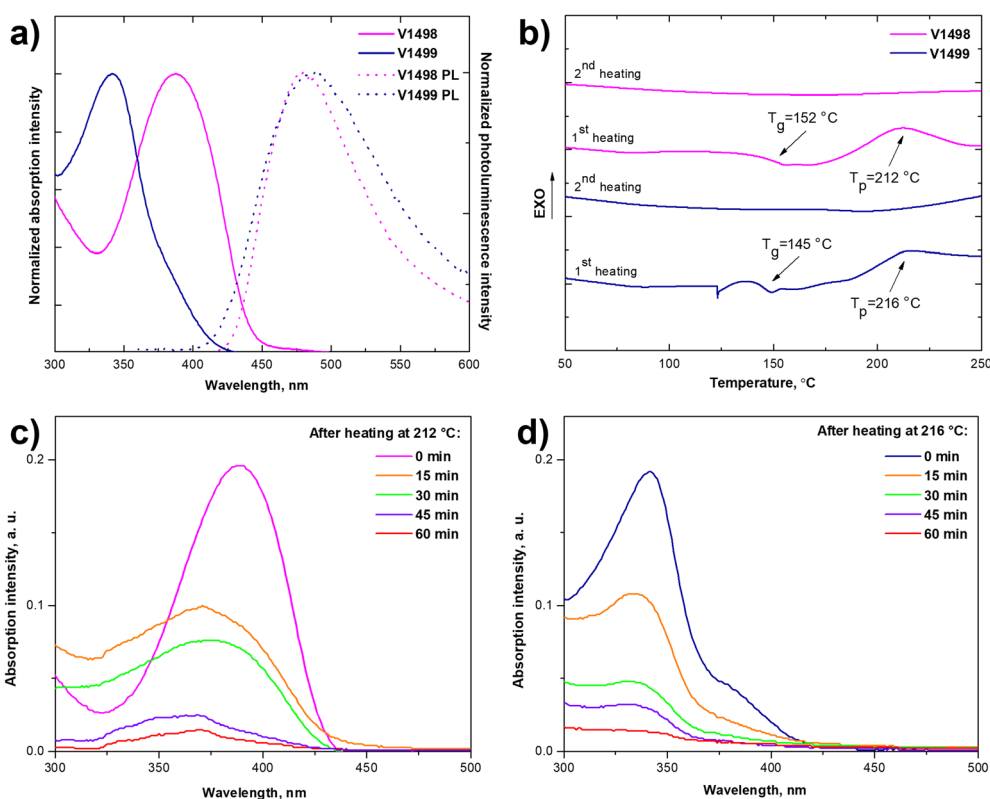 a)
V1498
V1499
V1498 PL
V1499 PL
Normalized absorption intensity
Normalized photoluminescence intensity
300 350 400 450 500 550 600
Wavelength, nm
b)
V1498
V1499
2nd heating
Tg=152 °C
1st heating
Tp=212 °C
2nd heating
EXO
Tg=145 °C
1st heating
Tp=216 °C
50 100 150 200 250
Temperature, °C
c)
After heating at 212 °C:
0 min
15 min
30 min
45 min
60 min
0.2
0.1
0.0
Absorption intensity, a. u.
300 350 400 450 500
Wavelength, nm
d)
After heating at 216 °C:
0 min
15 min
30 min
45 min
60 min
0.2
0.1
0.0
Absorption intensity, a. u.
300 350 400 450 500
Wavelength, nm